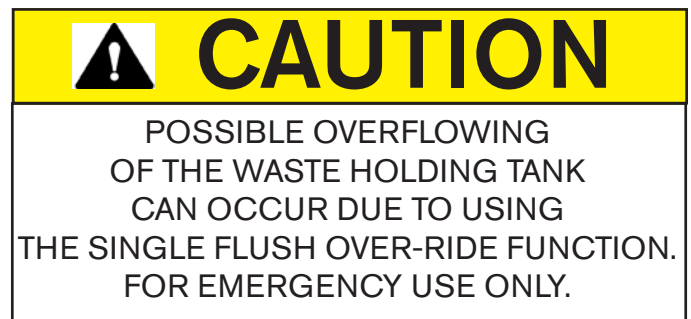 CAUTION
POSSIBLE OVERFLOWING
OF THE WASTE HOLDING TANK
CAN OCCUR DUE TO USING
THE SINGLE FLUSH OVER-RIDE FUNCTION.
FOR EMERGENCY USE ONLY.